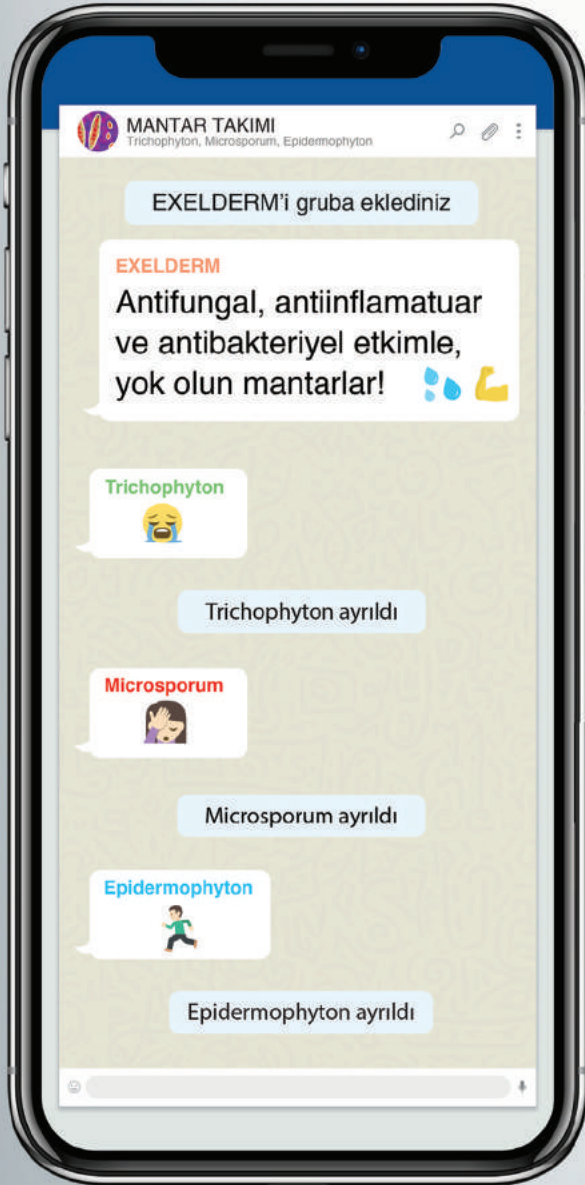 MANTAR TAKIMI
Trichophyton, Microsporum, Epidermophyton
EXELDERM'i gruba eklediniz
EXELDERM
Antifungal, antiinflamatuar
ve antibakteriyel etkimle,
yok olun mantarlar!
Trichophyton
Trichophyton ayrıldı
Microsporum
Microsporum ayrıldı
Epidermophyton
Epidermophyton ayrıldı